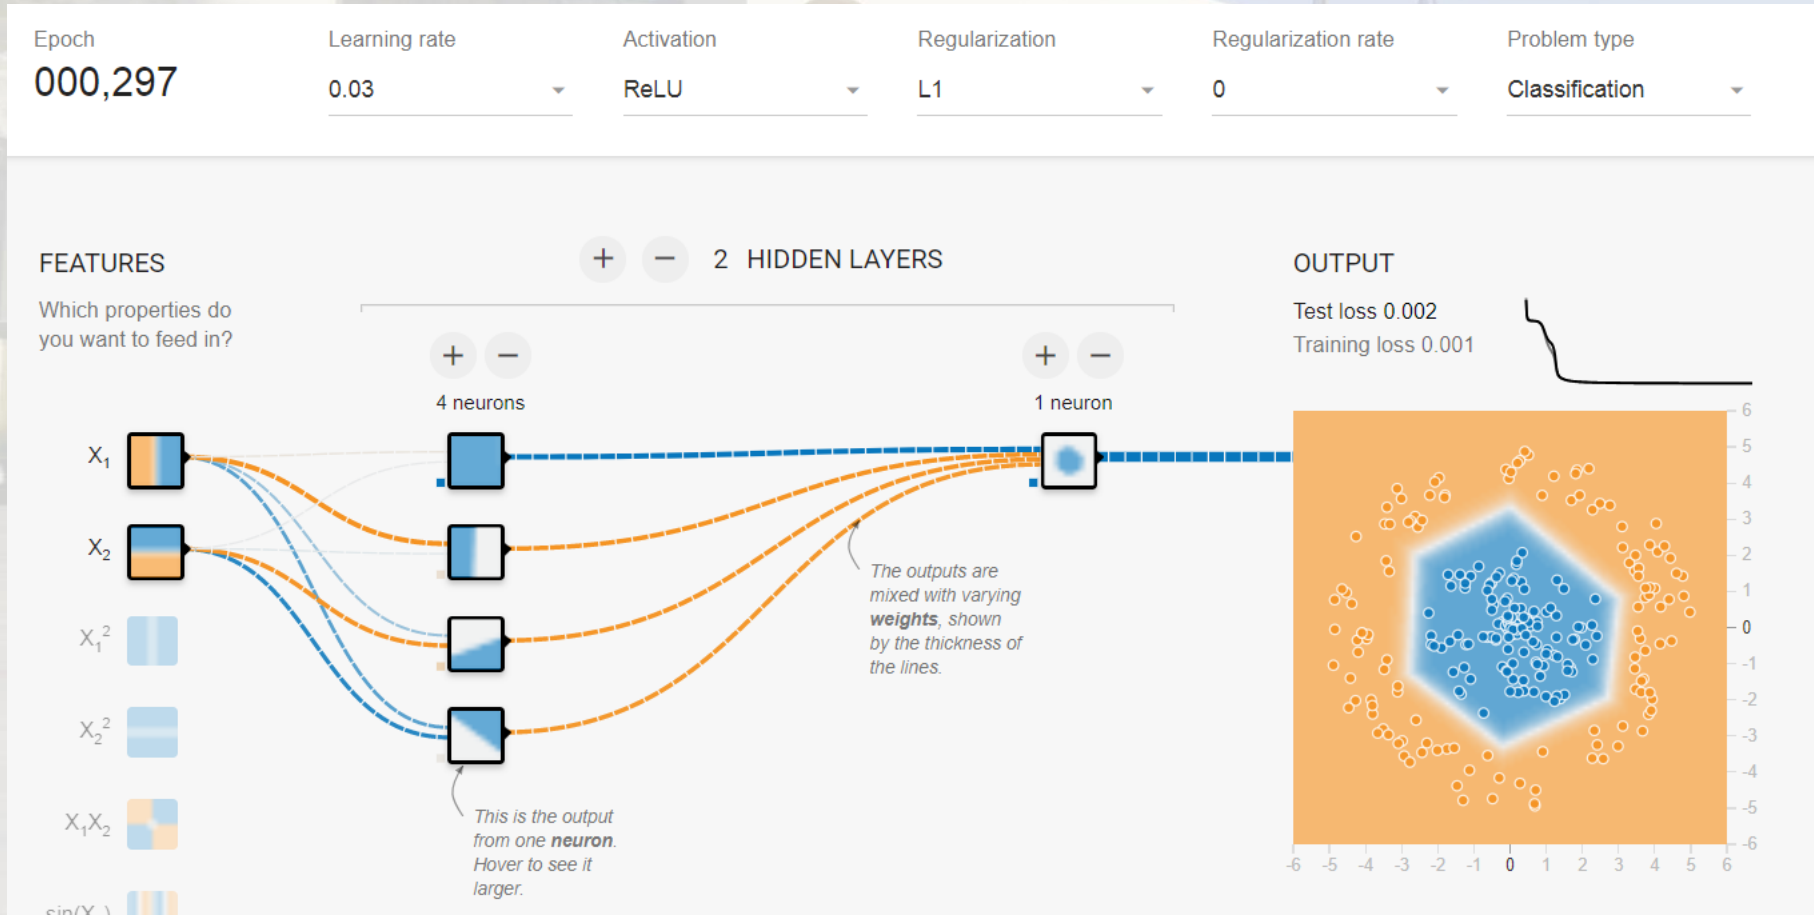 Epoch
000,297
Learning rate
0.03
Activation
ReLU
Regularization
L1
Regularization rate
0
Problem type
Classification
FEATURES
Which properties do
you want to feed in?
+ − 2 HIDDEN LAYERS
+ −
4 neurons
+ −
1 neuron
X1
X2
X1²
X2²
X1X2
sin(X1)
This is the output
from one neuron.
Hover to see it
larger.
The outputs are
mixed with varying
weights, shown
by the thickness of
the lines.
OUTPUT
Test loss 0.002
Training loss 0.001
6
5
4
3
2
1
0
-1
-2
-3
-4
-5
-6
-6 -5 -4 -3 -2 -1 0 1 2 3 4 5 6